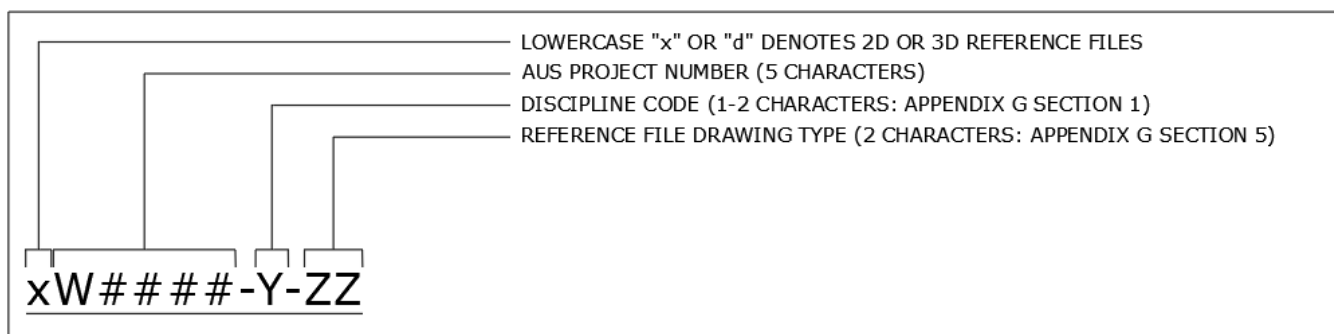 LOWERCASE "x" OR "d" DENOTES 2D OR 3D REFERENCE FILES
AUS PROJECT NUMBER (5 CHARACTERS)
DISCIPLINE CODE (1-2 CHARACTERS: APPENDIX G SECTION 1)
REFERENCE FILE DRAWING TYPE (2 CHARACTERS: APPENDIX G SECTION 5)
xW####-Y-ZZ